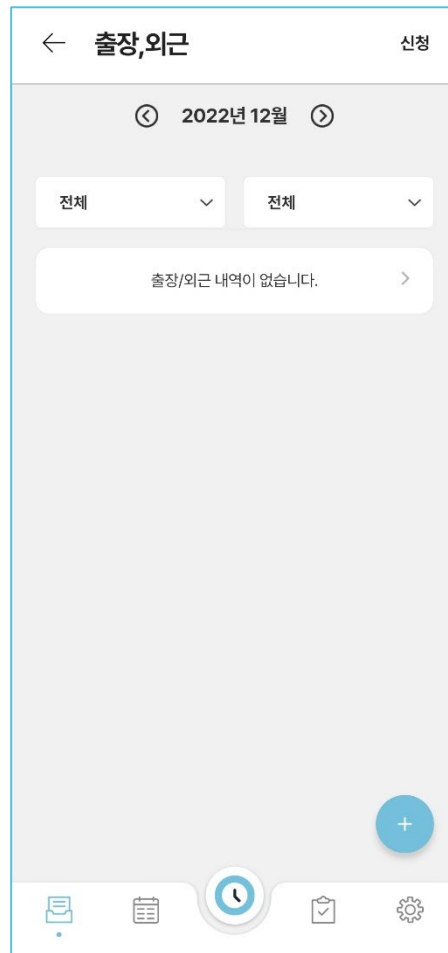 출장,외근
신청
2022년 12월
전체
전체
출장/외근 내역이 없습니다.